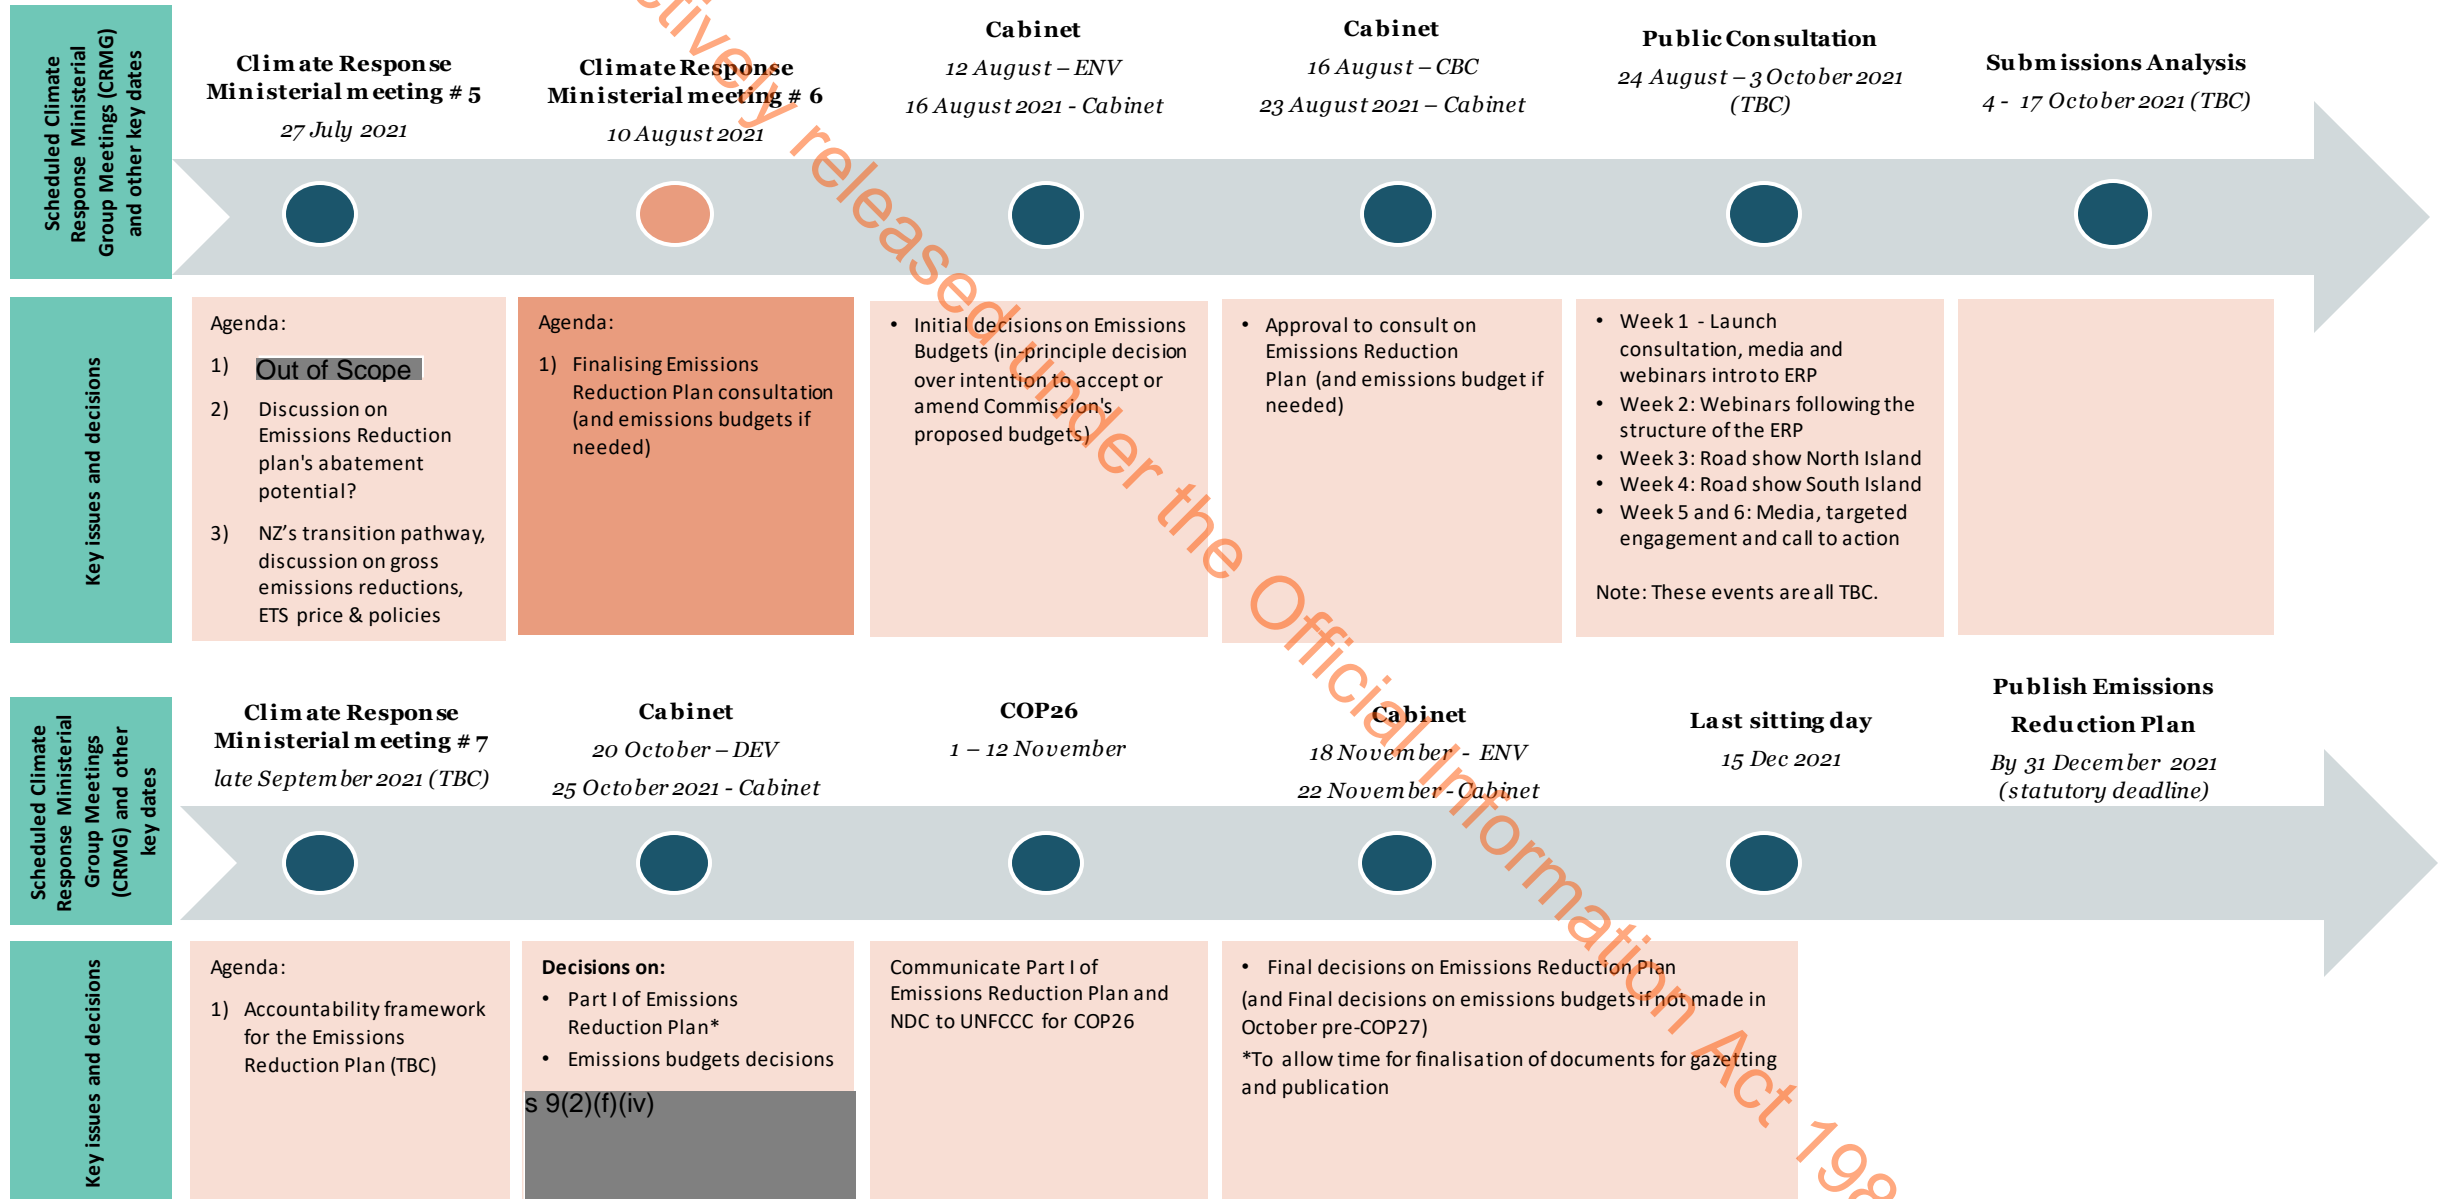 Scheduled Climate
Response Ministerial
Group Meetings (CRMG)
and other key dates
Climate Response
Ministerial meeting # 5
27 July 2021
Climate Response
Ministerial meeting # 6
10 August 2021
Cabinet
12 August – ENV
16 August 2021 - Cabinet
Cabinet
16 August – CBC
23 August 2021 – Cabinet
Public Consultation
24 August – 3 October 2021
(TBC)
Submissions Analysis
4 - 17 October 2021 (TBC)
Key issues and decisions
Agenda:
1) Out of Scope
2) Discussion on
Emissions Reduction
plan's abatement
potential?
3) NZ's transition pathway,
discussion on gross
emissions reductions,
ETS price & policies
Agenda:
1) Finalising Emissions
Reduction Plan consultation
(and emissions budgets if
needed)
• Initial decisions on Emissions
Budgets (in-principle decision
over intention to accept or
amend Commission's
proposed budgets)
• Approval to consult on
Emissions Reduction
Plan (and emissions budget if
needed)
• Week 1 - Launch
consultation, media and
webinars intro to ERP
• Week 2: Webinars following the
structure of the ERP
• Week 3: Road show North Island
• Week 4: Road show South Island
• Week 5 and 6: Media, targeted
engagement and call to action
Note: These events are all TBC.
Scheduled Climate
Response Ministerial
Group Meetings
(CRMG) and other
key dates
Climate Response
Ministerial meeting # 7
late September 2021 (TBC)
Cabinet
20 October – DEV
25 October 2021 - Cabinet
COP26
1 – 12 November
Cabinet
18 November - ENV
22 November - Cabinet
Last sitting day
15 Dec 2021
Publish Emissions
Reduction Plan
By 31 December 2021
(statutory deadline)
Key issues and decisions
Agenda:
1) Accountability framework
for the Emissions
Reduction Plan (TBC)
Decisions on:
• Part I of Emissions
Reduction Plan*
• Emissions budgets decisions
s 9(2)(f)(iv)
Communicate Part I of
Emissions Reduction Plan and
NDC to UNFCCC for COP26
• Final decisions on Emissions Reduction Plan
(and Final decisions on emissions budgets if not made in
October pre-COP27)
*To allow time for finalisation of documents for gazetting
and publication
released under the Official Information Act